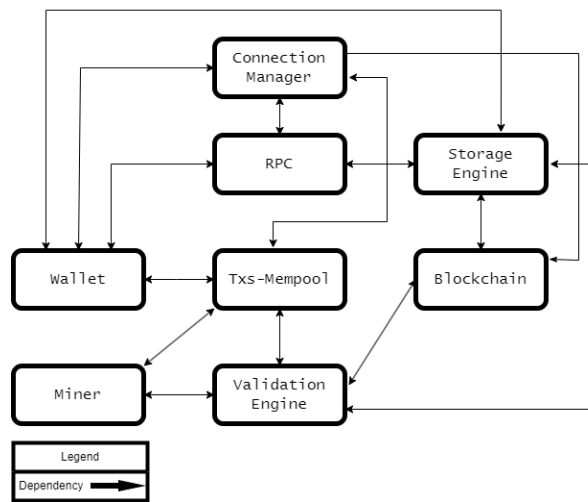 Connection
Manager
RPC
Storage
Engine
Wallet
Txs-Mempool
Blockchain
Miner
Validation
Engine
Legend
Dependency